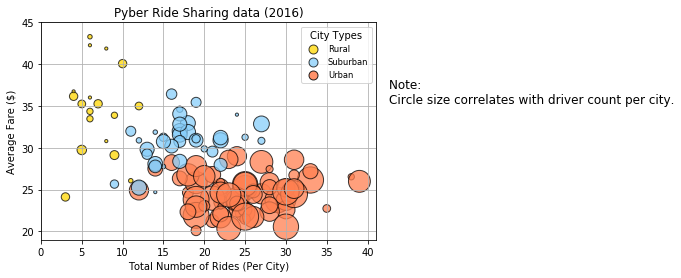 Pyber Ride Sharing data (2016)
45
40
35
30
25
20
Average Fare ($)
City Types
Rural
Suburban
Urban
0
5
10
15
20
25
30
35
40
Total Number of Rides (Per City)
Note:
Circle size correlates with driver count per city.